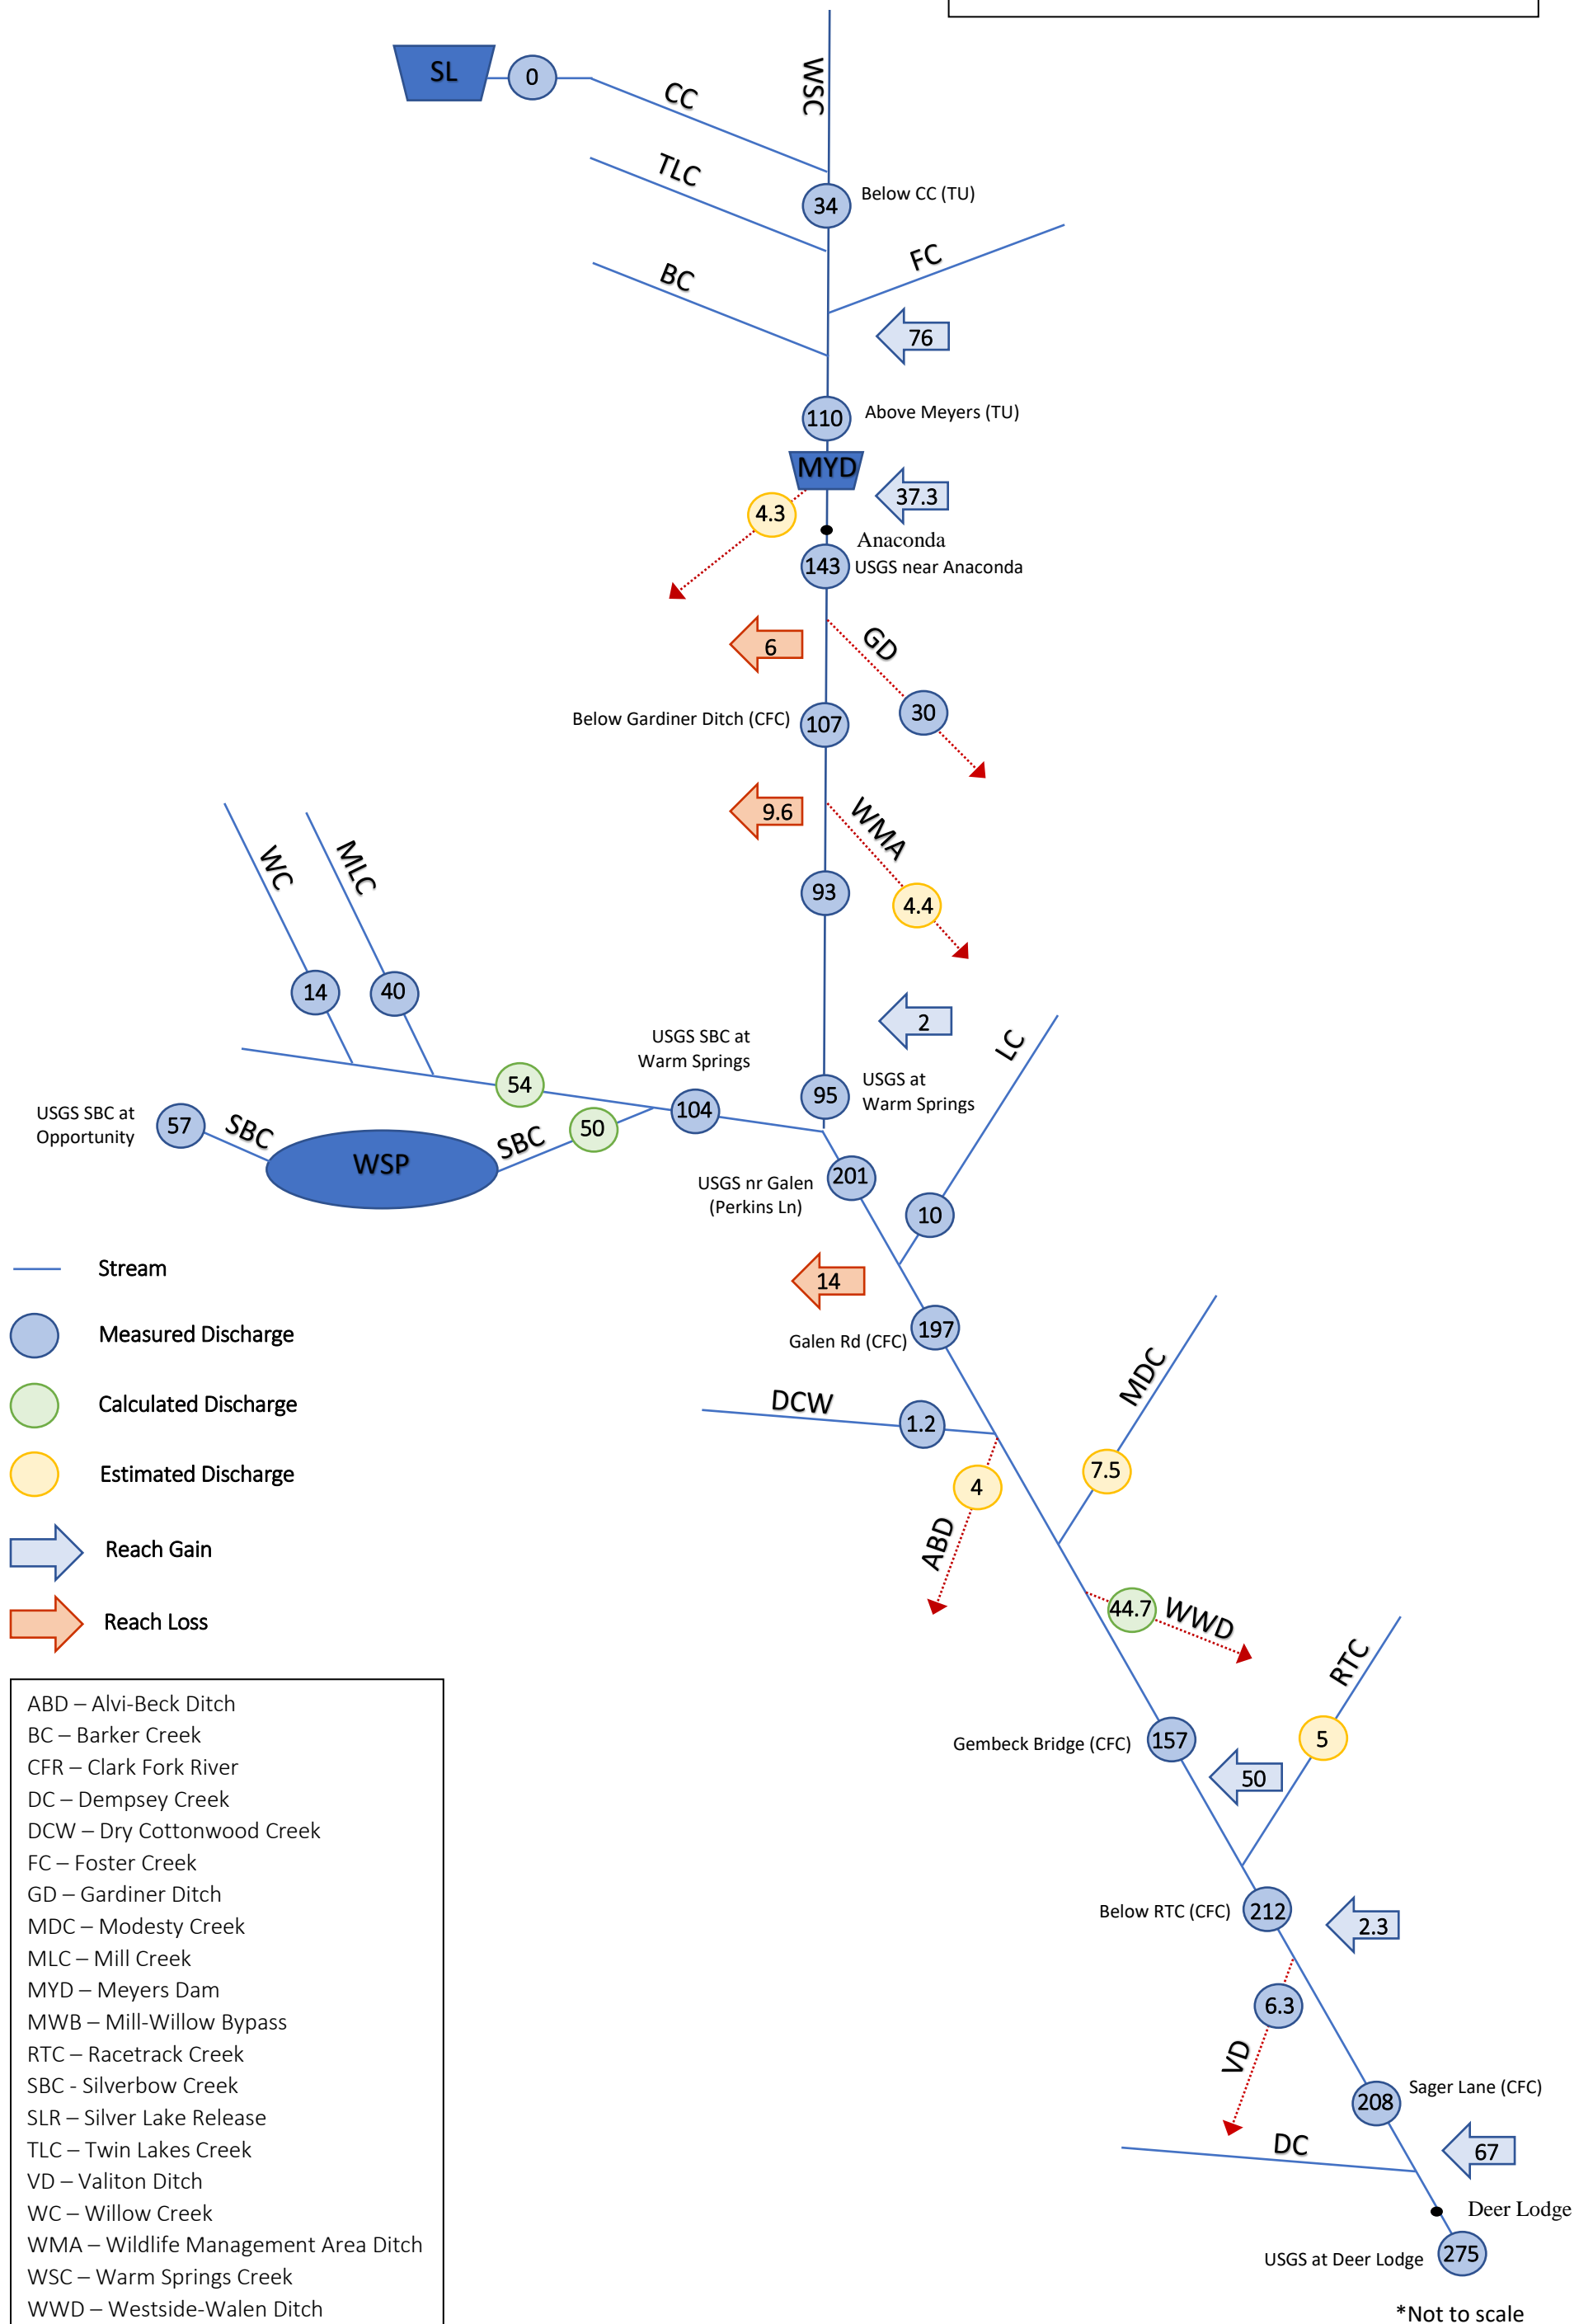 SL
0
CC
WSC
TLC
34
Below CC (TU)
FC
BC
76
110
Above Meyers (TU)
MYD
37.3
4.3
Anaconda
143
USGS near Anaconda
GD
6
30
Below Gardiner Ditch (CFC)
107
9.6
WMA
WC
MLC
93
4.4
14
40
2
LC
USGS SBC at
Warm Springs
54
95
USGS at
Warm Springs
104
USGS SBC at
Opportunity
57
SBC
50
SBC
WSP
201
USGS nr Galen
(Perkins Ln)
10
Stream
14
Measured Discharge
197
Galen Rd (CFC)
MDC
DCW
Calculated Discharge
1.2
Estimated Discharge
7.5
4
ABD
Reach Gain
44.7
WWD
Reach Loss
RTC
Gembeck Bridge (CFC)
157
5
50
ABD – Alvi-Beck Ditch
BC – Barker Creek
CFR – Clark Fork River
DC – Dempsey Creek
DCW – Dry Cottonwood Creek
FC – Foster Creek
GD – Gardiner Ditch
MDC – Modesty Creek
MLC – Mill Creek
MYD – Meyers Dam
MWB – Mill-Willow Bypass
RTC – Racetrack Creek
SBC - Silverbow Creek
SLR – Silver Lake Release
TLC – Twin Lakes Creek
VD – Valiton Ditch
WC – Willow Creek
WMA – Wildlife Management Area Ditch
WSC – Warm Springs Creek
WWD – Westside-Walen Ditch
Below RTC (CFC)
212
2.3
6.3
VD
Sager Lane (CFC)
208
DC
67
Deer Lodge
USGS at Deer Lodge
275
*Not to scale